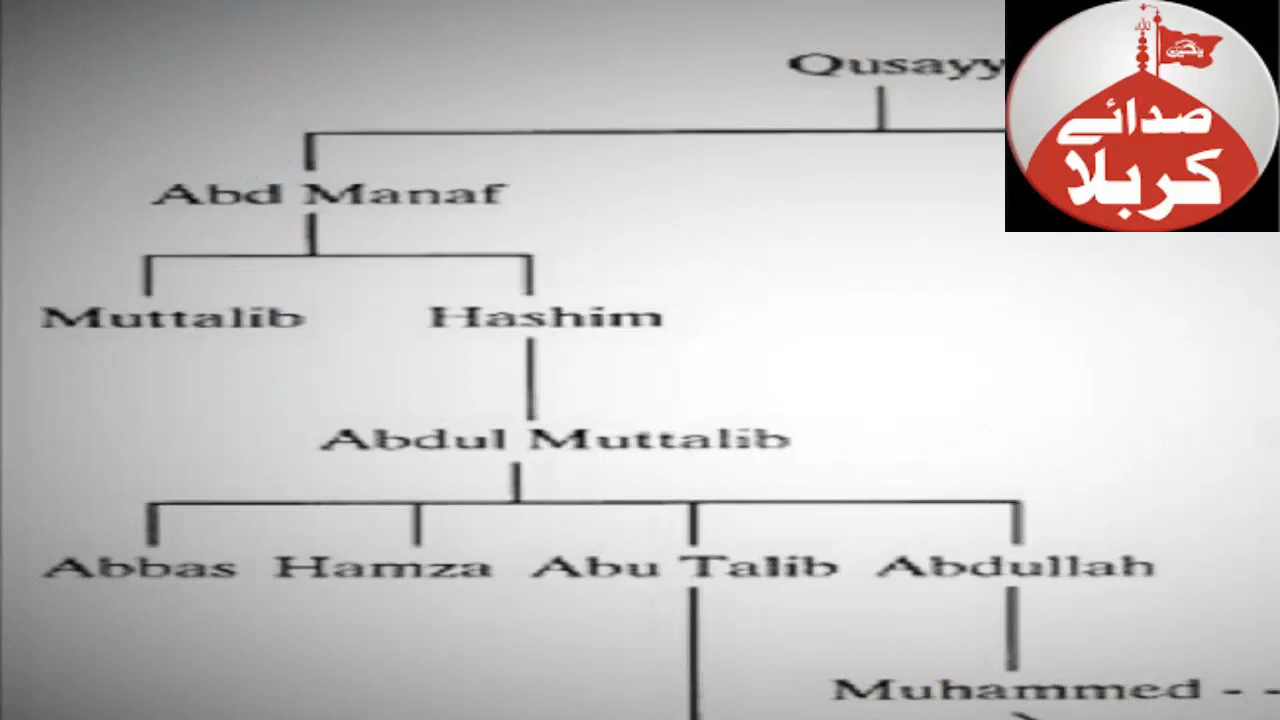 Qusayy
صدائے
کربلا
Abd Manaf
Muttalib Hashim
Abdul Muttalib
Abbas Hamza Abu Talib Abdullah
Muhammed - -